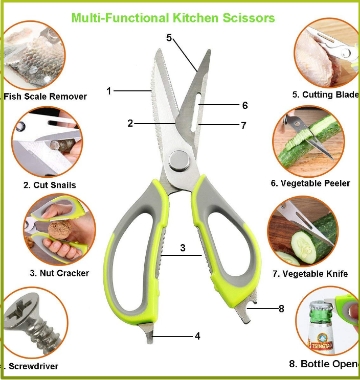 Multi-Functional Kitchen Scissors
5
1
6
2
7
3
8
4
. Fish Scale Remover
2. Cut Snails
3. Nut Cracker
. Screwdriver
5. Cutting Blade
6. Vegetable Peeler
7. Vegetable Knife
8. Bottle Open